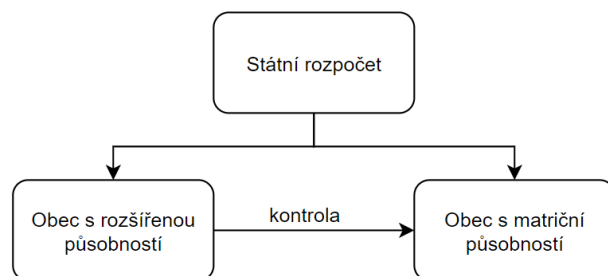 Státní rozpočet
Obec s rozšířenou
působností
kontrola
Obec s matriční
působností